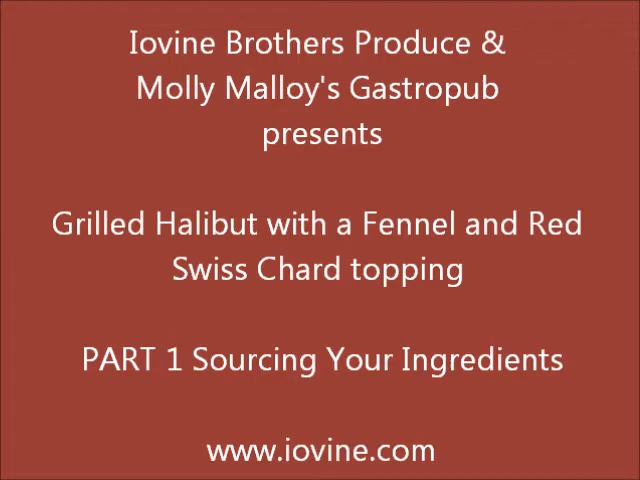 Iovine Brothers Produce &
Molly Malloy's Gastropub
presents
Grilled Halibut with a Fennel and Red
Swiss Chard topping
PART 1 Sourcing Your Ingredients
www.iovine.com